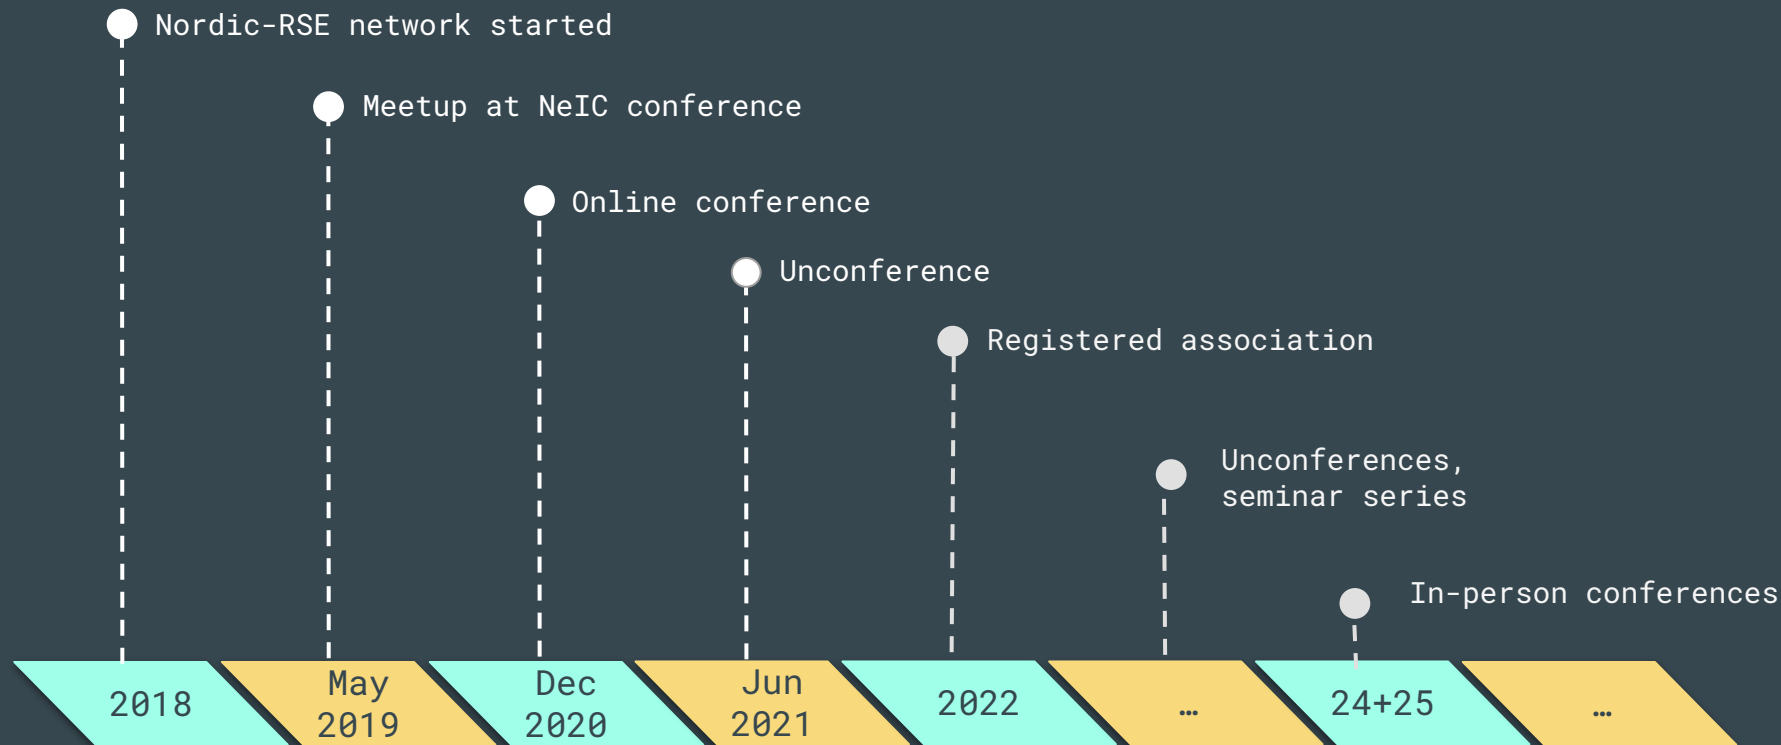 Nordic-RSE network started
Meetup at NeIC conference
Online conference
Unconference
Registered association
Unconferences,
seminar series
In-person conferences
2018
May
2019
Dec
2020
Jun
2021
2022
…
24+25
…